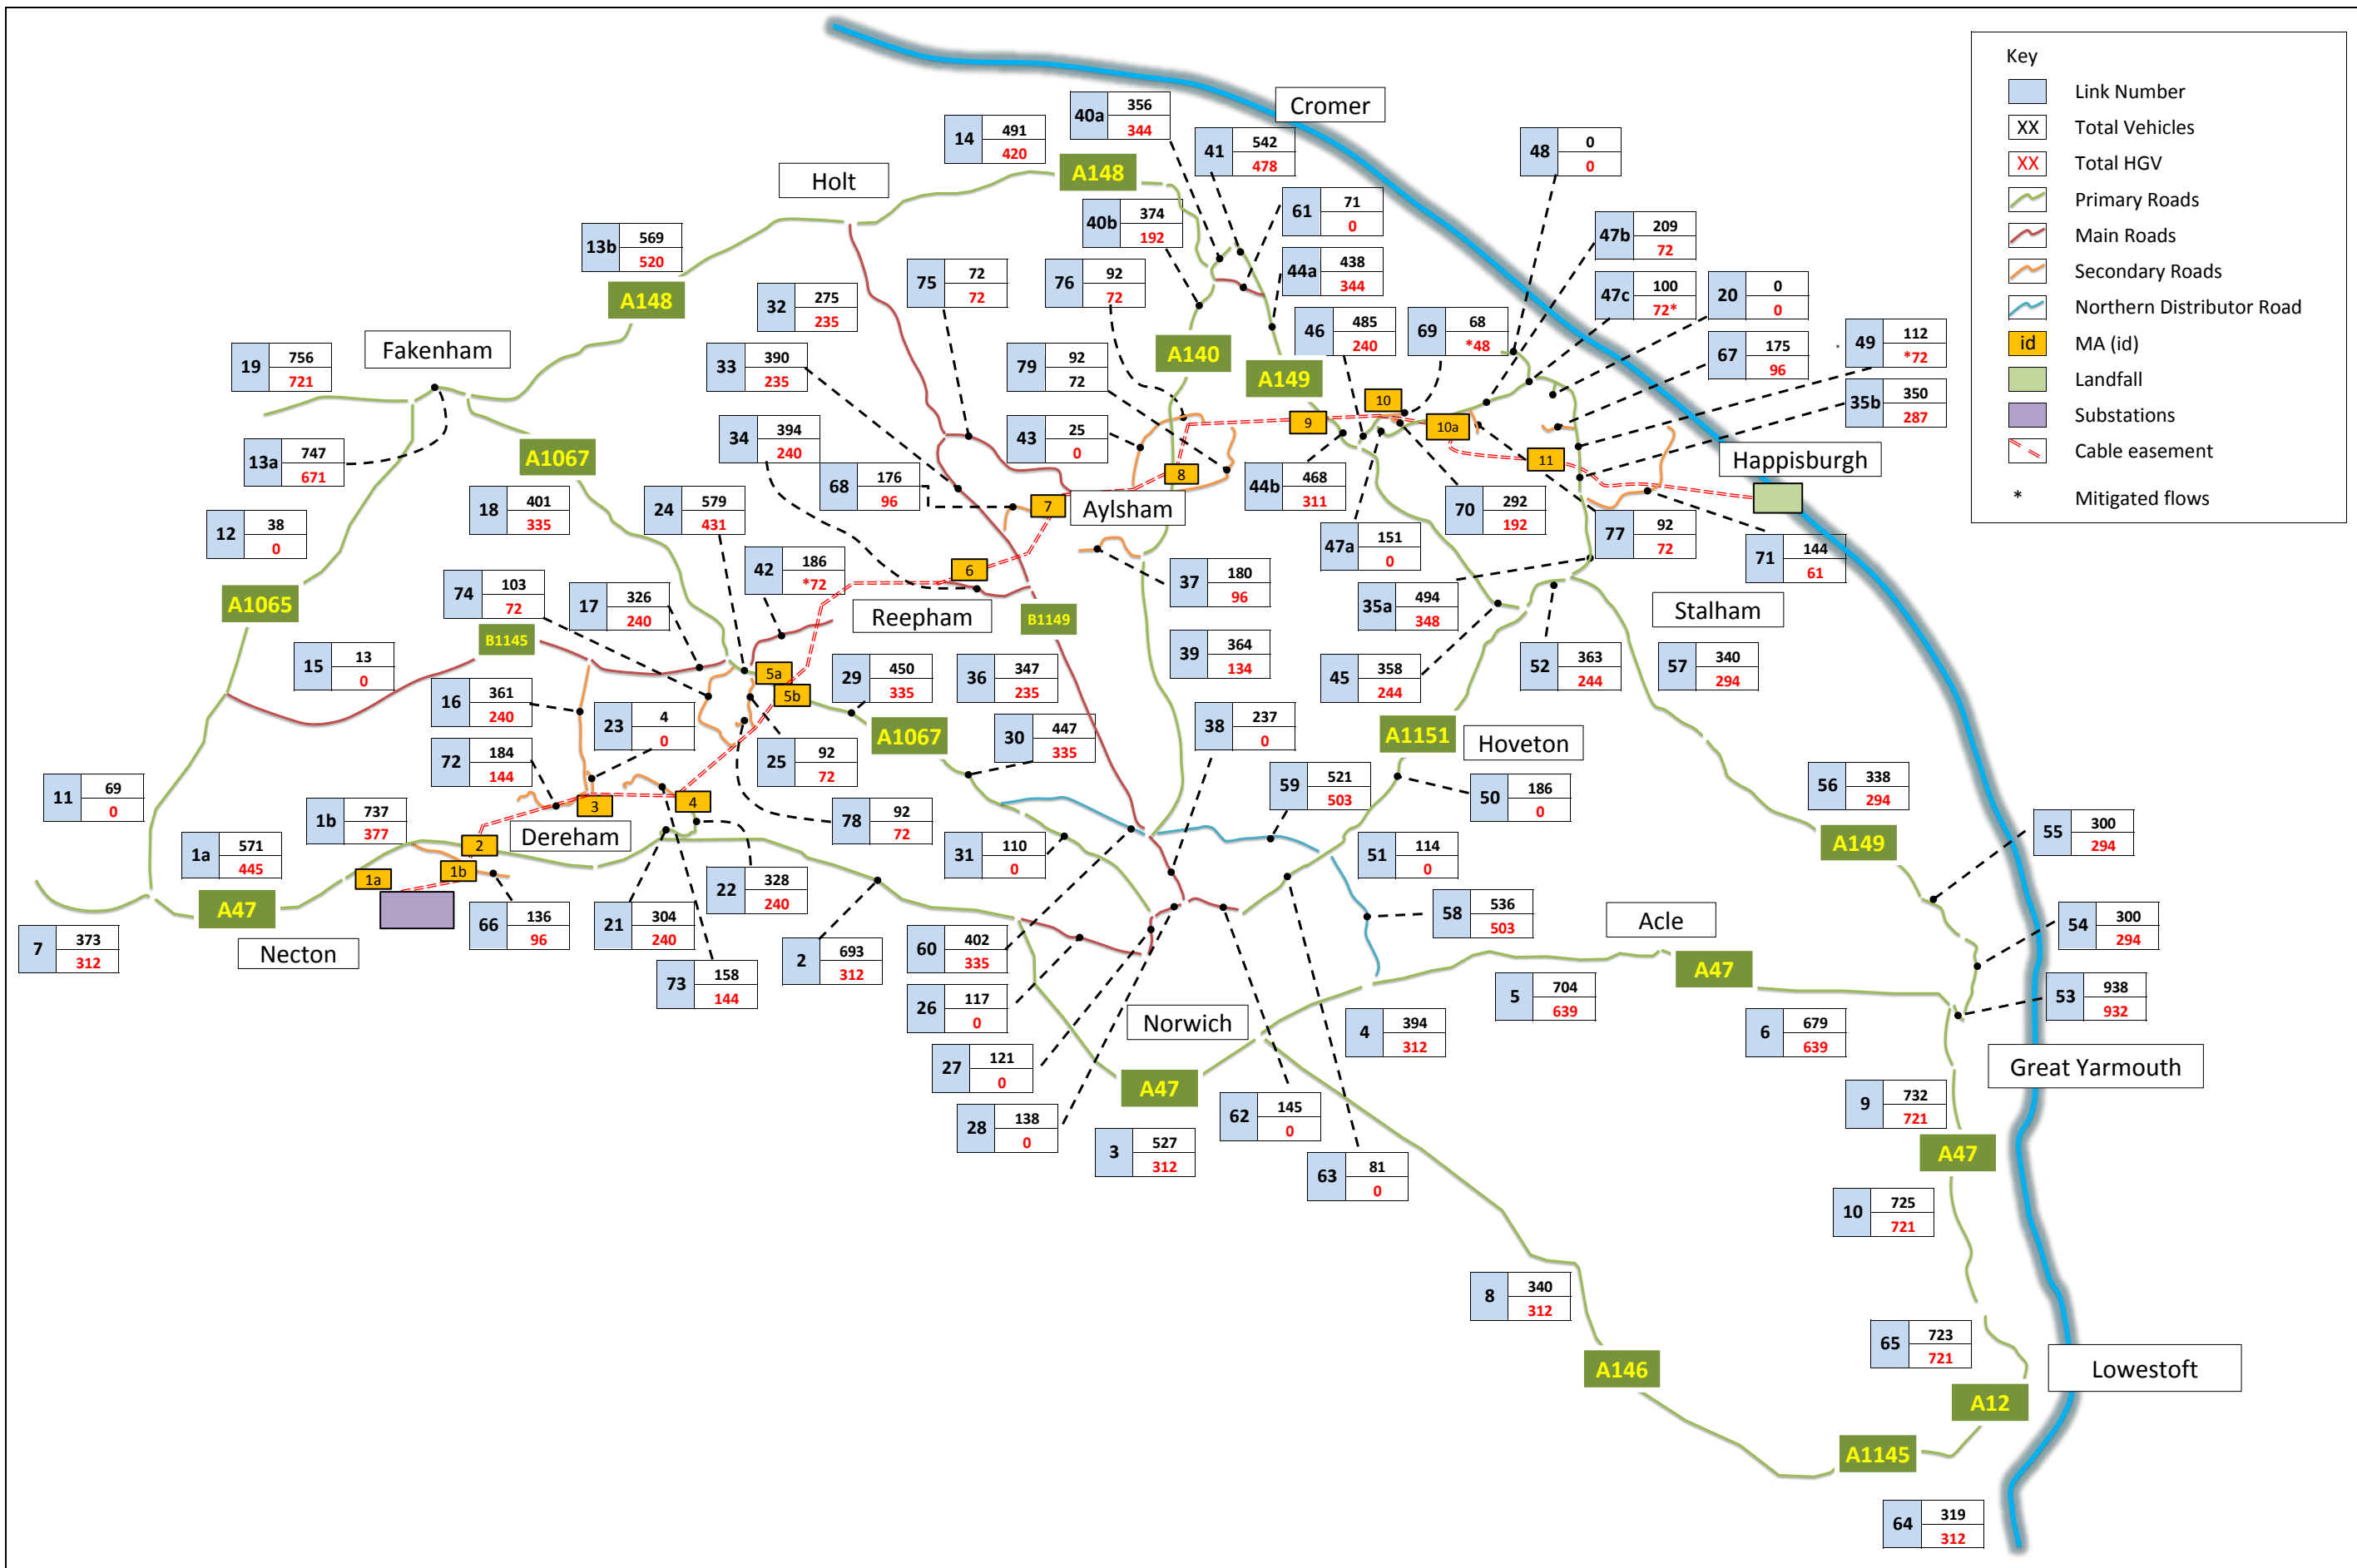 Key
Link Number
XX Total Vehicles
XX Total HGV
Primary Roads
Main Roads
Secondary Roads
Northern Distributor Road
id MA (id)
Landfall
Substations
Cable easement
* Mitigated flows
Cromer
40a 356 344
14 491 420
41 542 478
48 0 0
A148
Holt
40b 374 192
61 71 0
47b 209 72
13b 569 520
44a 438 344
75 72 72
76 92 72
47c 100 72*
20 0 0
A148
32 275 235
46 485 240
69 68 *48
67 175 96
49 112 *72
Fakenham
19 756 721
33 390 235
A140
79 92 72
A149
35b 350 287
10
9
10a
34 394 240
43 25 0
13a 747 671
A1067
68 176 96
8
11
Happisburgh
44b 468 311
18 401 335
24 579 431
7
Aylsham
70 292 192
12 38 0
77 92 72
47a 151 0
42 186 *72
6
71 144 61
74 103 72
17 326 240
37 180 96
A1065
35a 494 348
Reepham
B1149
Stalham
B1145
15 13 0
39 364 134
5a
29 450 335
36 347 235
45 358 244
52 363 244
57 340 294
5b
16 361 240
23 4 0
38 237 0
A1067
30 447 335
A1151
Hoveton
72 184 144
25 92 72
59 521 503
50 186 0
56 338 294
11 69 0
3
4
1b 737 377
Dereham
78 92 72
55 300 294
2
1a 571 445
31 110 0
51 114 0
A149
1b
1a
22 328 240
A47
66 136 96
21 304 240
58 536 503
Acle
54 300 294
7 373 312
Necton
2 693 312
60 402 335
A47
73 158 144
26 117 0
Norwich
5 704 639
53 938 932
4 394 312
6 679 639
27 121 0
A47
Great Yarmouth
28 138 0
62 145 0
9 732 721
3 527 312
63 81 0
A47
10 725 721
8 340 312
65 723 721
A146
Lowestoft
A12
A1145
64 319 312